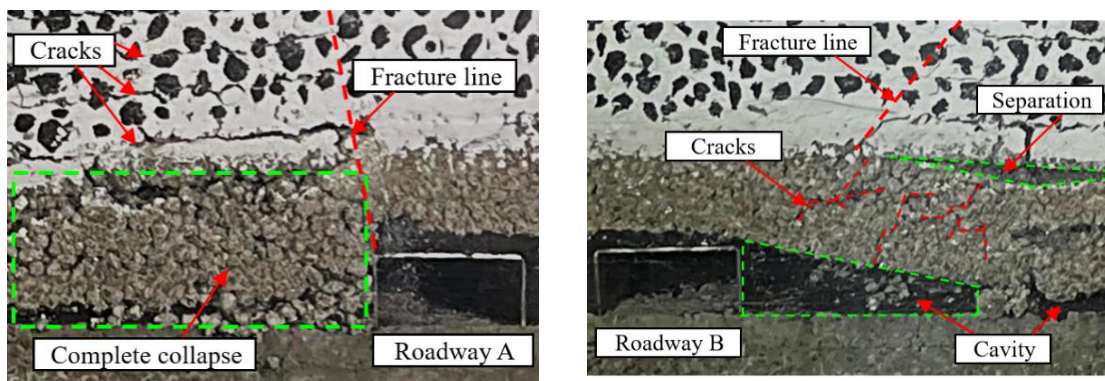 Cracks
Fracture line
Complete collapse
Roadway A
Fracture line
Separation
Cracks
Roadway B
Cavity